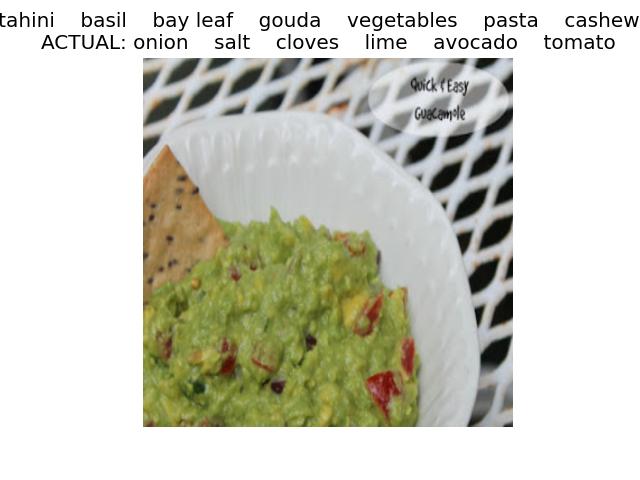 tahini basil bay leaf gouda vegetables pasta cashew
ACTUAL: onion salt cloves lime avocado tomato
Quick & Easy
Guacamole